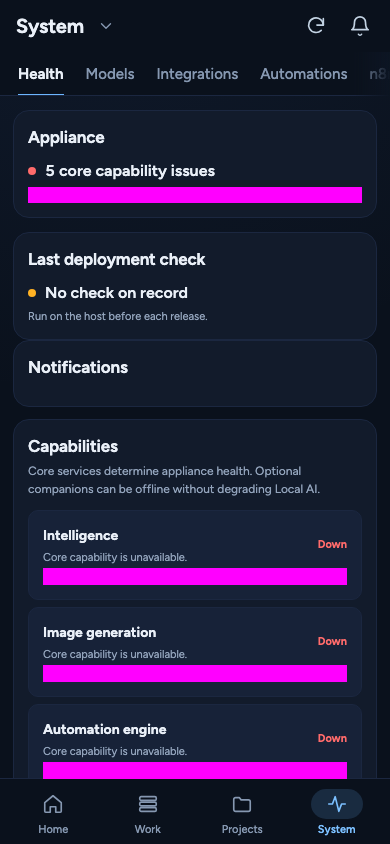 System
Health
Models
Integrations
Automations
n8
Appliance
5 core capability issues
Last deployment check
No check on record
Run on the host before each release.
Notifications
Capabilities
Core services determine appliance health. Optional
companions can be offline without degrading Local AI.
Intelligence
Down
Core capability is unavailable.
Image generation
Down
Core capability is unavailable.
Automation engine
Down
Core capability is unavailable.
Home
Work
Projects
System